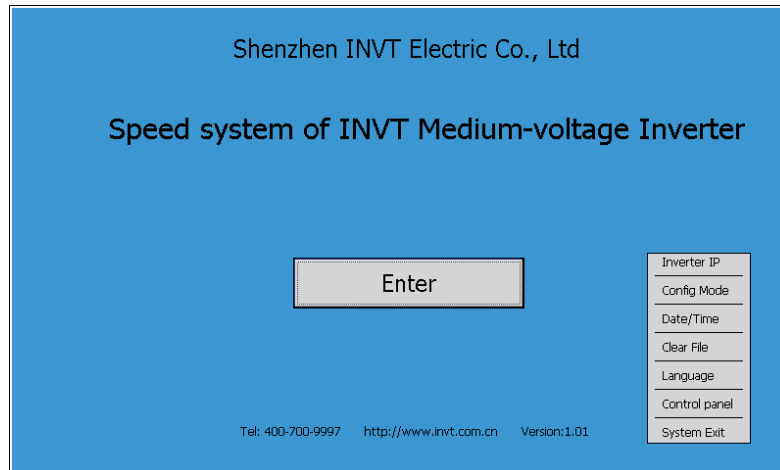 Shenzhen INVT Electric Co., Ltd
Speed system of INVT Medium-voltage Inverter
Enter
Inverter IP
Config Mode
Date/Time
Clear File
Language
Control panel
System Exit
Tel: 400-700-9997 http://www.invt.com.cn Version:1.01